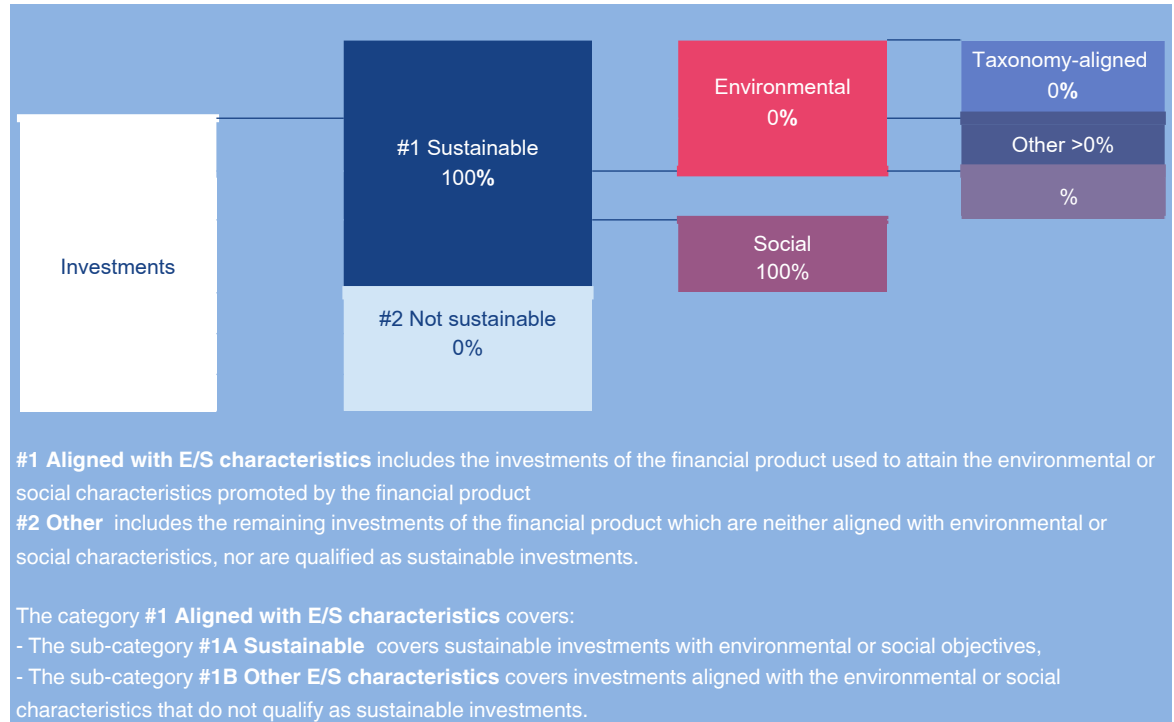 Investments
#1 Sustainable
100%
#2 Not sustainable
0%
Environmental
0%
Social
100%
Taxonomy-aligned
0%
Other >0%
%
#1 Aligned with E/S characteristics includes the investments of the financial product used to attain the environmental or
social characteristics promoted by the financial product
#2 Other includes the remaining investments of the financial product which are neither aligned with environmental or
social characteristics, nor are qualified as sustainable investments.
The category #1 Aligned with E/S characteristics covers:
- The sub-category #1A Sustainable covers sustainable investments with environmental or social objectives,
- The sub-category #1B Other E/S characteristics covers investments aligned with the environmental or social
characteristics that do not qualify as sustainable investments.